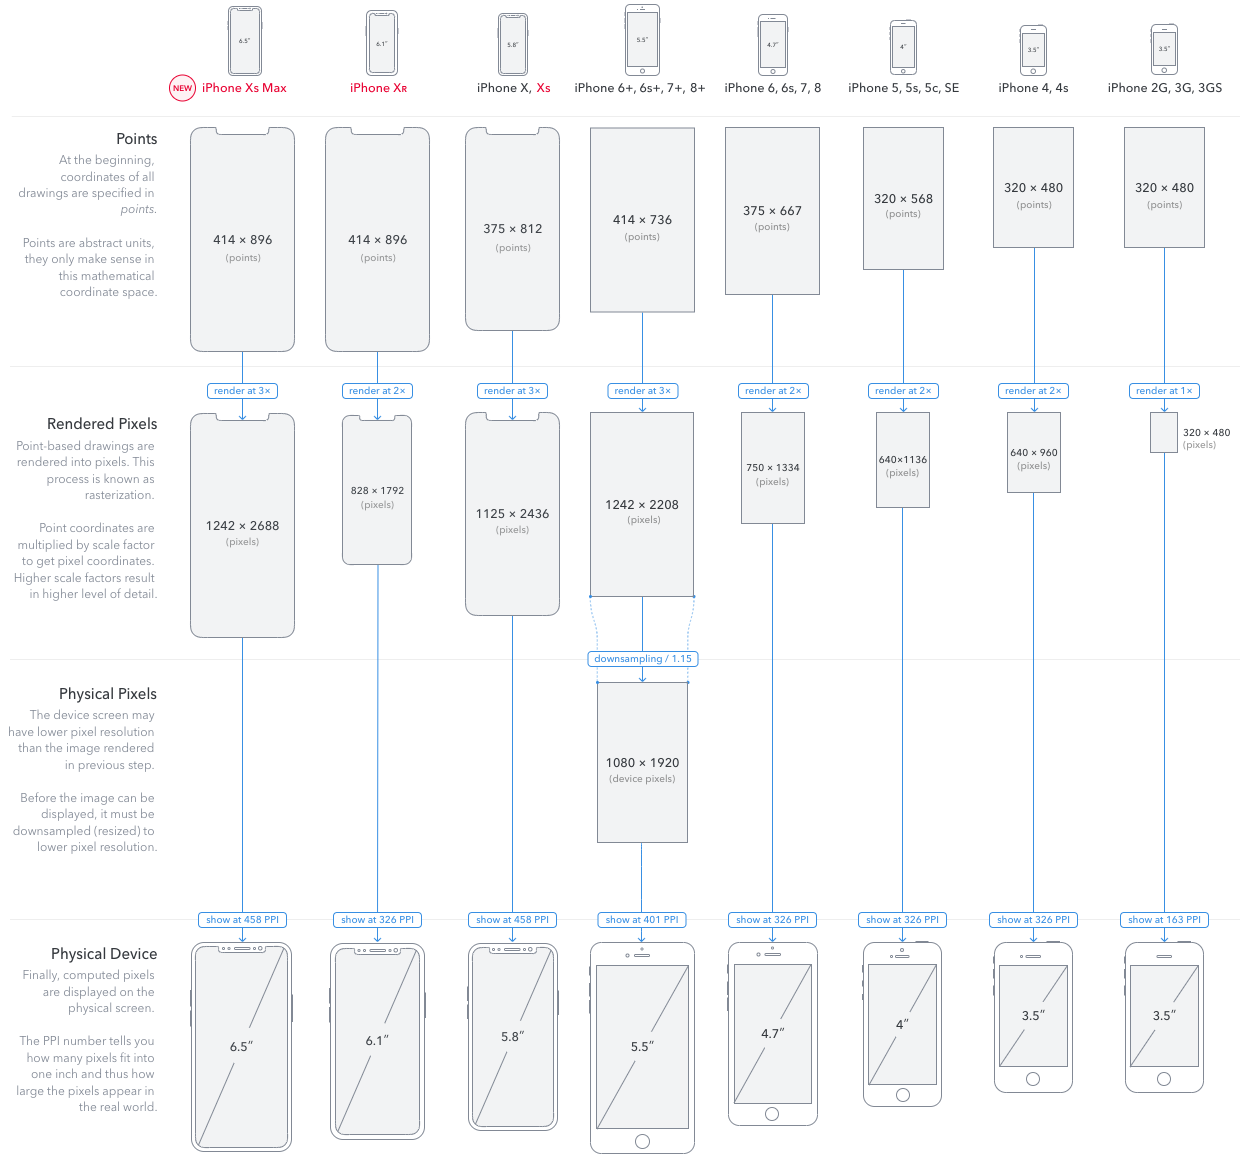 6.5"
6.1"
5.8"
5.5"
4.7"
4"
3.5"
3.5"
NEW
iPhone Xs Max
iPhone XR
iPhone X, Xs
iPhone 6+, 6s+, 7+, 8+
iPhone 6, 6s, 7, 8
iPhone 5, 5s, 5c, SE
iPhone 4, 4s
iPhone 2G, 3G, 3GS
Points
At the beginning,
coordinates of all
drawings are specified in
points.
Points are abstract units,
they only make sense in
this mathematical
coordinate space.
414 × 896
(points)
414 × 896
(points)
375 × 812
(points)
414 × 736
(points)
375 × 667
(points)
320 × 568
(points)
320 × 480
(points)
320 × 480
(points)
render at 3×
render at 2×
render at 3×
render at 3×
render at 2×
render at 2×
render at 2×
render at 1×
Rendered Pixels
Point-based drawings are
rendered into pixels. This
process is known as
rasterization.
Point coordinates are
multiplied by scale factor
to get pixel coordinates.
Higher scale factors result
in higher level of detail.
1242 × 2688
(pixels)
828 × 1792
(pixels)
1125 × 2436
(pixels)
1242 × 2208
(pixels)
750 × 1334
(pixels)
640×1136
(pixels)
640 × 960
(pixels)
320 × 480
(pixels)
downsampling / 1.15
Physical Pixels
The device screen may
have lower pixel resolution
than the image rendered
in previous step.
Before the image can be
displayed, it must be
downsampled (resized) to
lower pixel resolution.
1080 × 1920
(device pixels)
show at 458 PPI
show at 326 PPI
show at 458 PPI
show at 401 PPI
show at 326 PPI
show at 326 PPI
show at 326 PPI
show at 163 PPI
Physical Device
Finally, computed pixels
are displayed on the
physical screen.
The PPI number tells you
how many pixels fit into
one inch and thus how
large the pixels appear in
the real world.
6.5"
6.1"
5.8"
5.5"
4.7"
4"
3.5"
3.5"